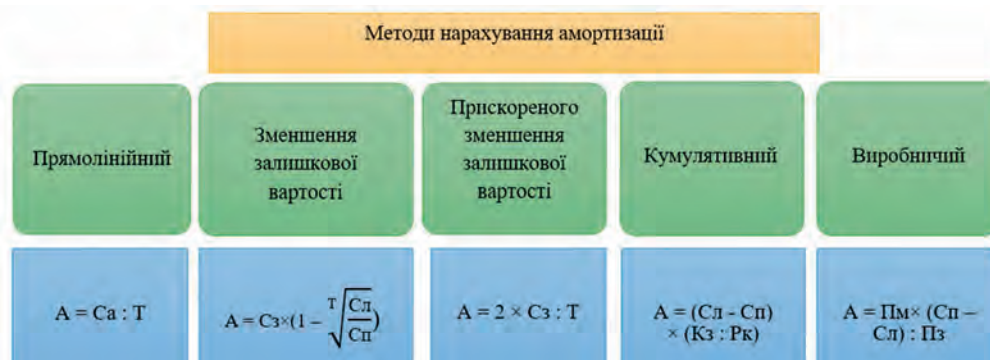 Методи нарахування амортизації
Прямолінійний
Зменшення
залишкової
вартості
Прискореного
зменшення
залишкової
вартості
Кумулятивний
Виробничий
А = Са : Т
А = Сз×(1 − ᵀ√(Сл/Сп))
А = 2 × Сз : Т
А = (Сл - Сп)
× (Кз : Рк)
А = Пм× (Сп –
Сл) : Пз